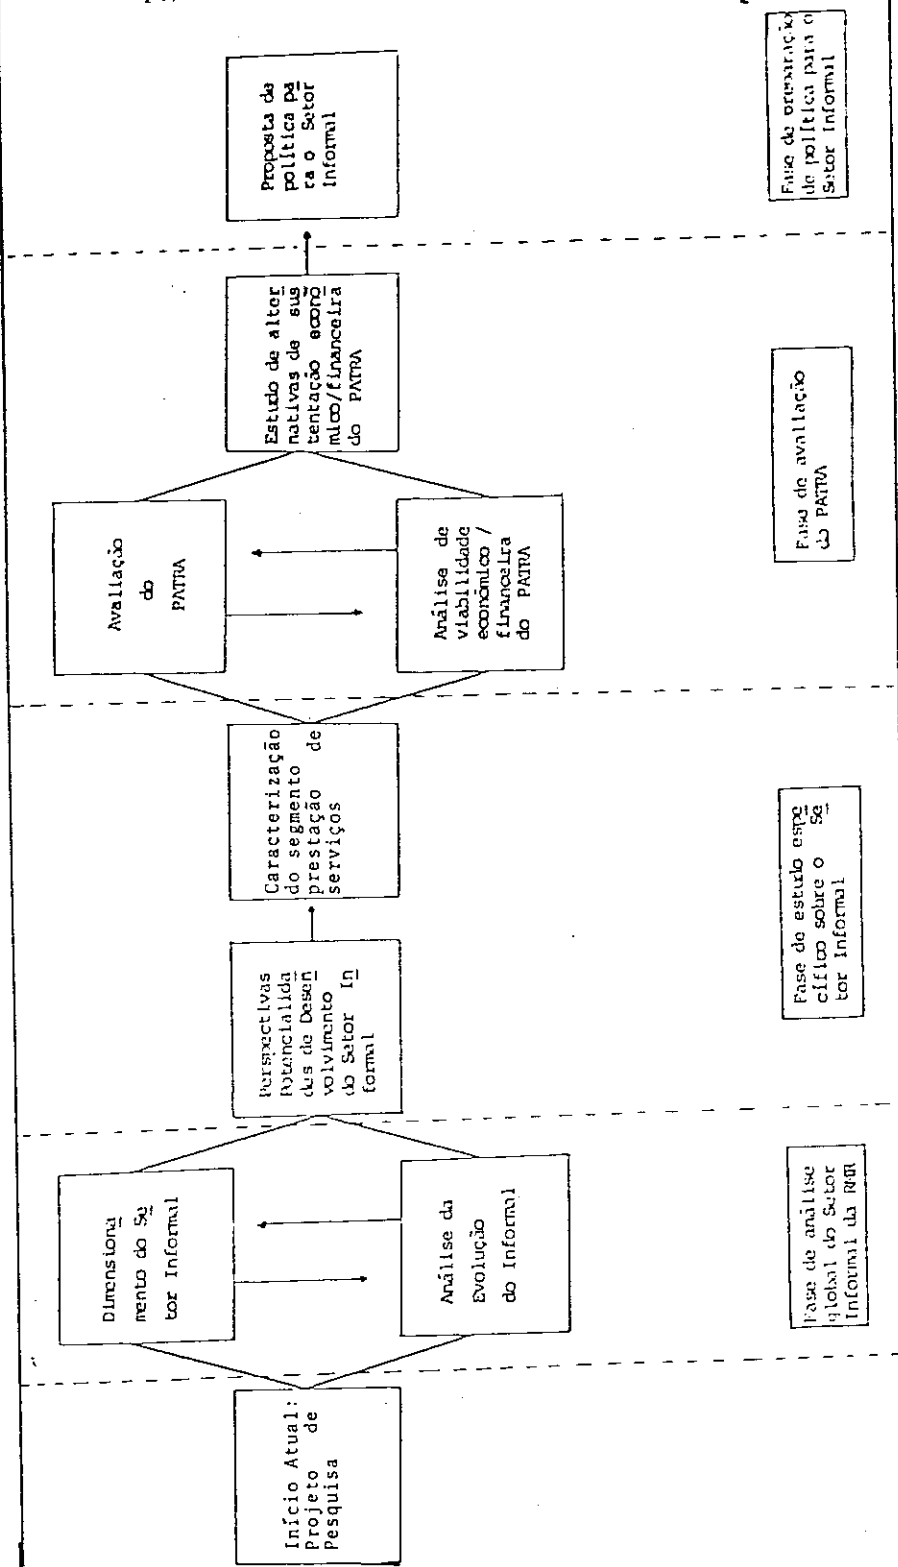 Início Atual:
Projeto de
Pesquisa
Dimensiona
mento do Se
tor Informal
Análise da
Evolução
do Informal
Perspectivas
Potencialida
des de Desen
volvimento
do Setor In
formal
Caracterização
do segmento
prestação de
serviços
Avaliação
do
PATRA
Análise de
viabilidade
econômico /
financeira
do PATRA
Estudo de alter
nativas de sus
tentação econô
mico/financeira
do PATRA
Proposta de
política pa
ra o Setor
Informal
Fase de análise
global do Setor
Informal da RMR
Fase de estudo espe
cífico sobre o Se
tor Informal
Fase de avaliação
do PATRA
Fase de preparação
de política para o
Setor Informal